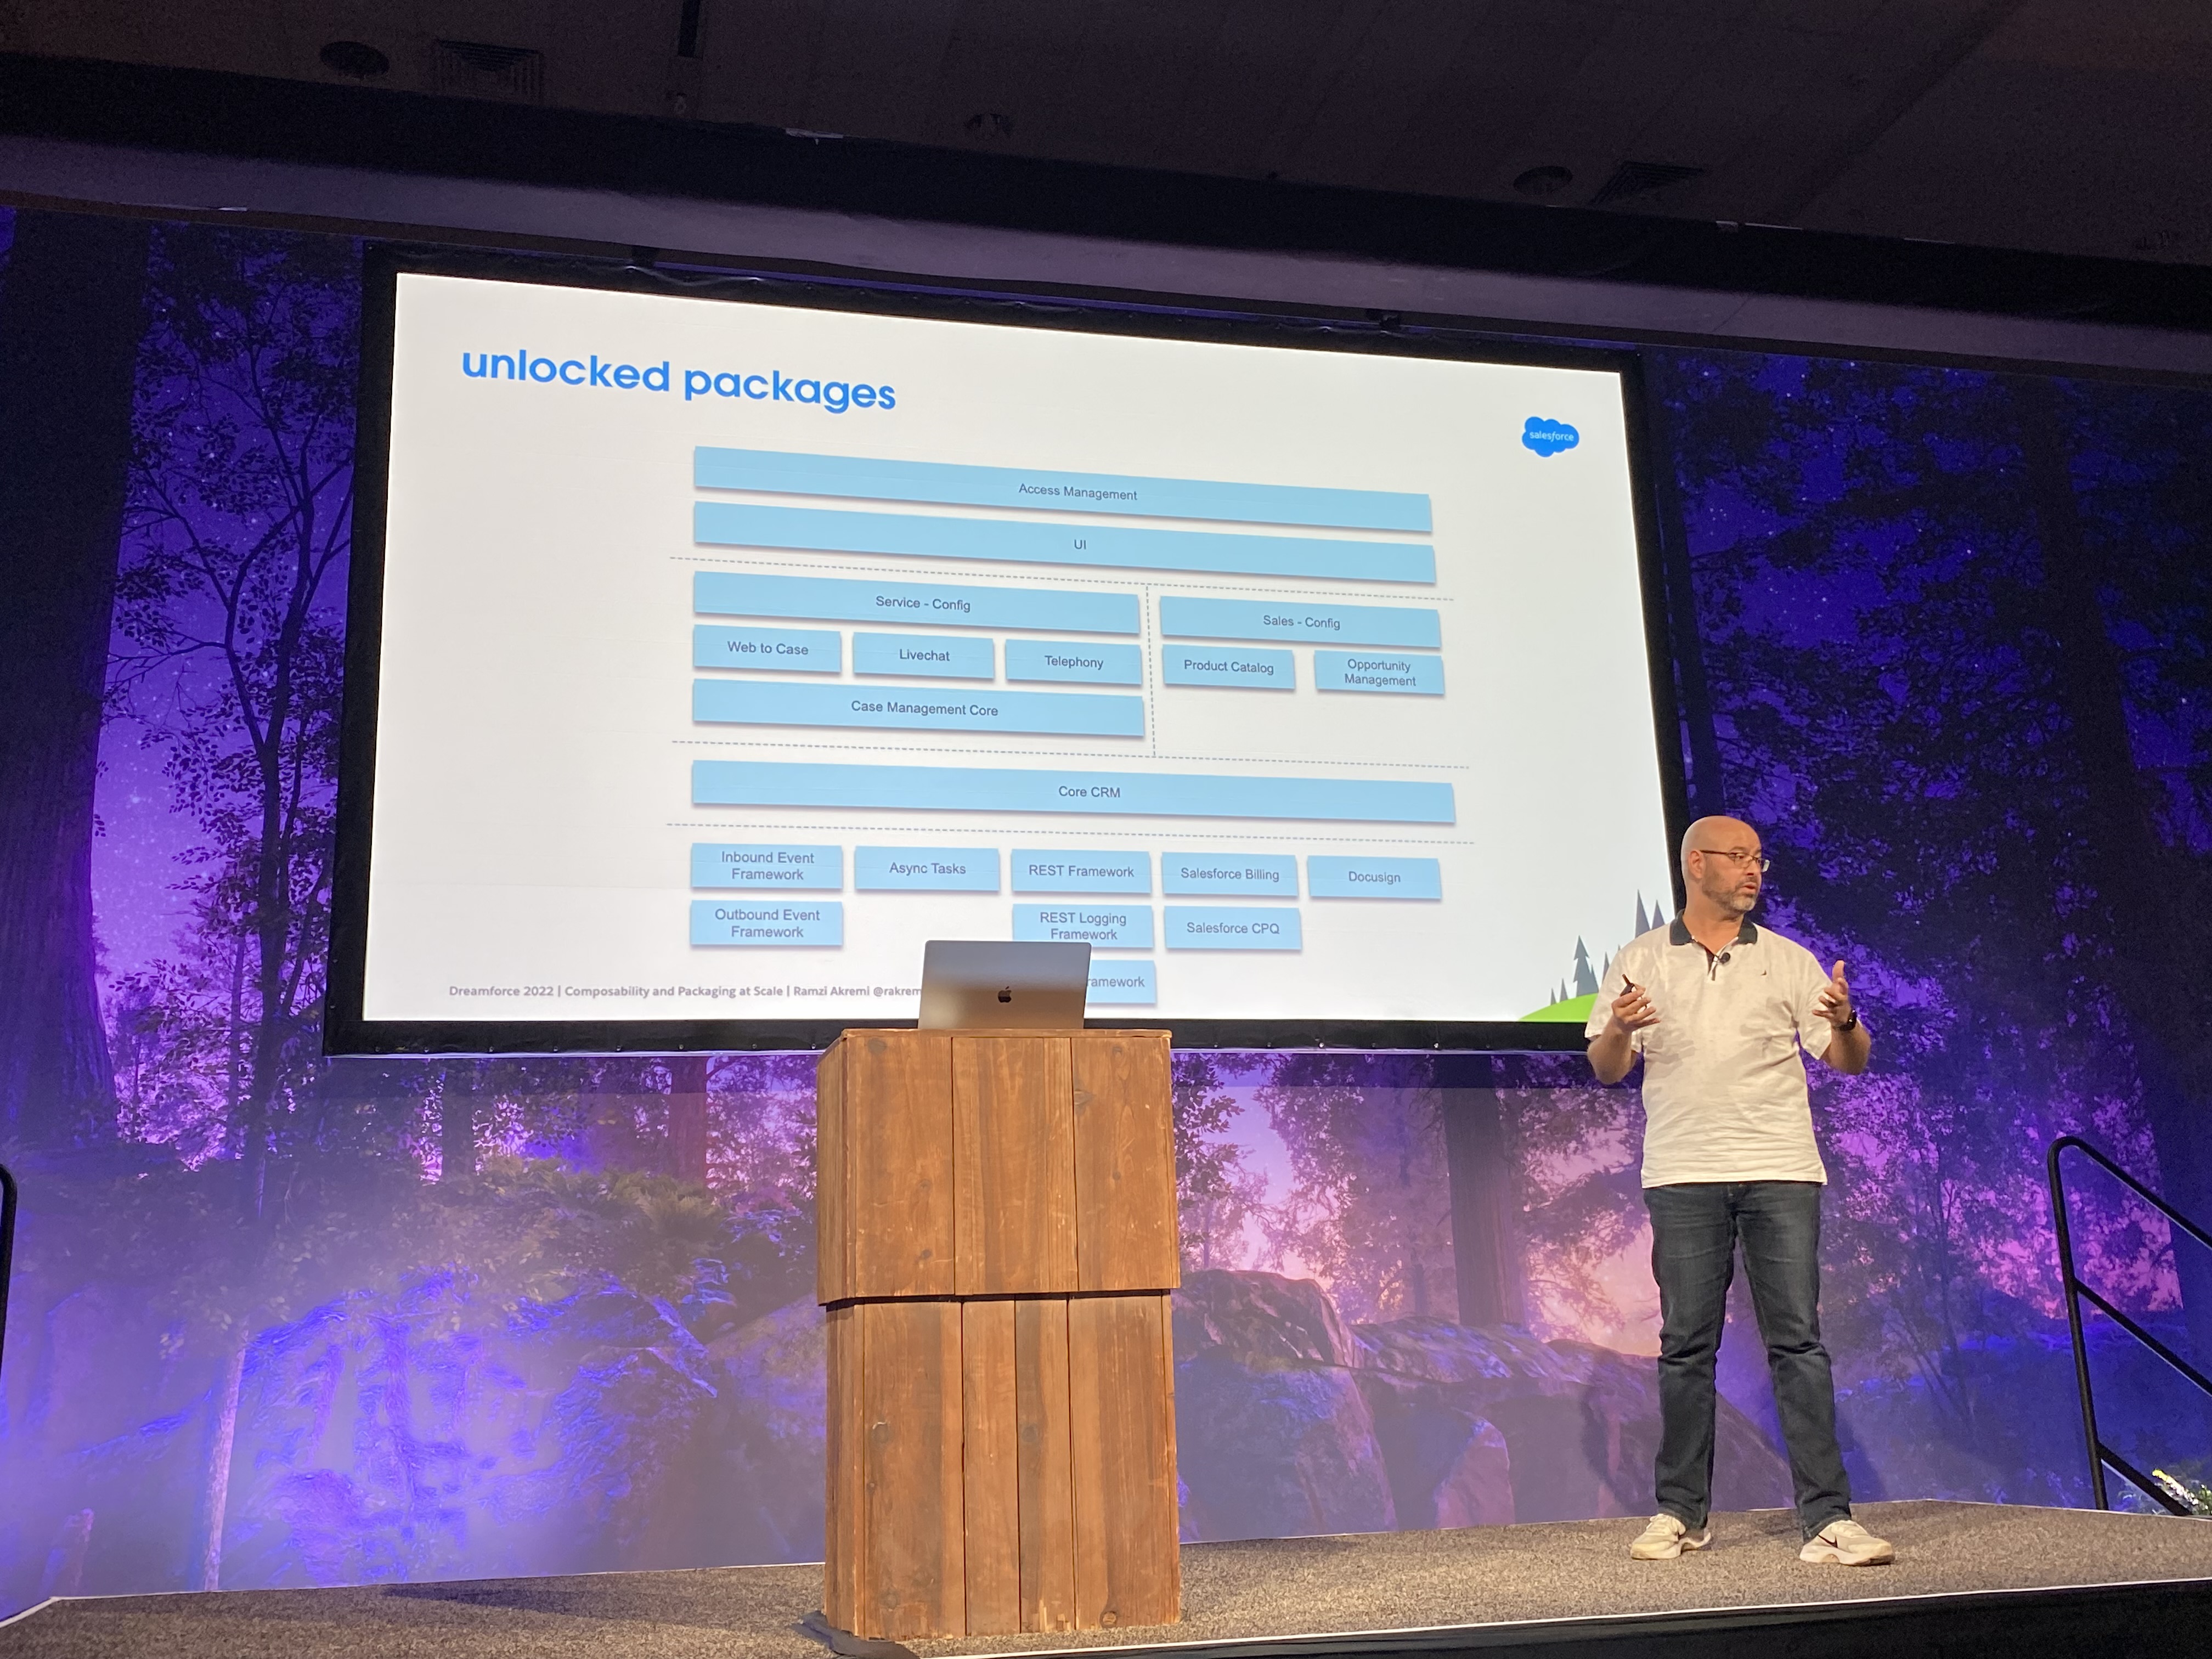 unlocked packages
salesforce
Access Management
UI
Service - Config
Sales - Config
Web to Case
Livechat
Telephony
Product Catalog
Opportunity
Management
Case Management Core
Core CRM
Inbound Event
Framework
Async Tasks
REST Framework
Salesforce Billing
Docusign
Outbound Event
Framework
REST Logging
Framework
Salesforce CPQ
Dreamforce 2022 | Composability and Packaging at Scale | Ramzi Akremi